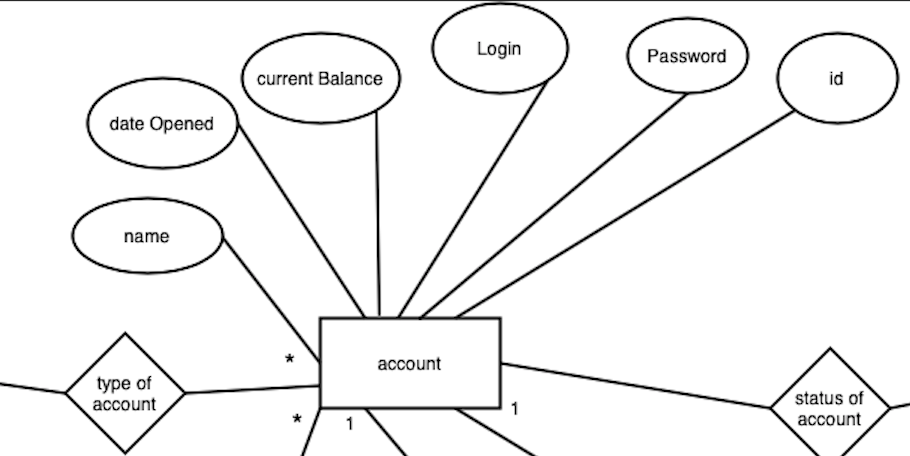 Login
Password
current Balance
id
date Opened
name
*
account
type of
account
status of
account
*
1
1